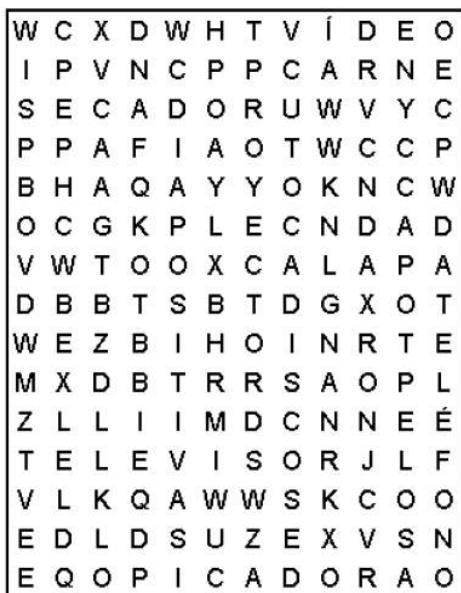 W C X D W H T V Í D E O
I P V N C P P C A R N E
S E C A D O R U W V Y C
P P A F I A O T W C C P
B H A Q A Y Y O K N C W
O C G K P L E C N D A D
V W T O O X C A L A P A
D B B T S B T D G X O T
W E Z B I H O I N R T E
M X D B T R R S A O P L
Z L L I I M D C N N E É
T E L E V I S O R J L F
V L K Q A W W S K C O O
E D L D S U Z E X V S N
E Q O P I C A D O R A O